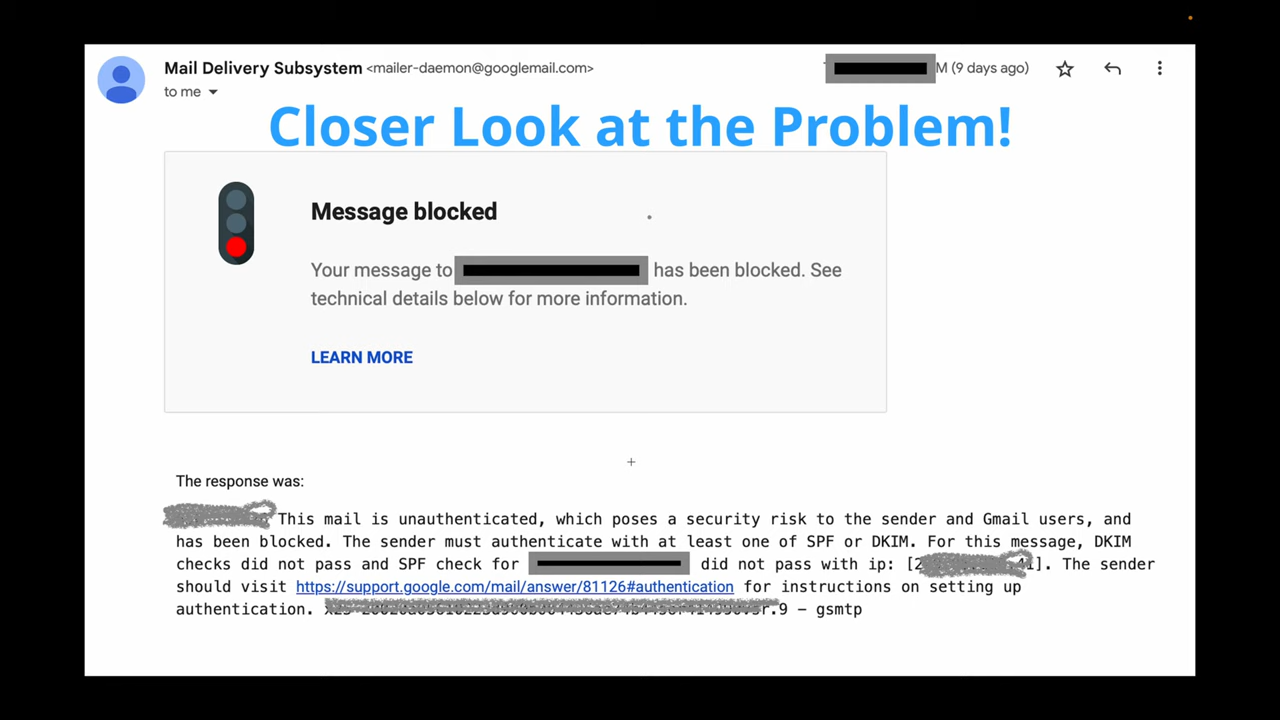 Mail Delivery Subsystem <mailer-daemon@googlemail.com>
M (9 days ago)
to me
Closer Look at the Problem!
Message blocked
Your message to has been blocked. See
technical details below for more information.
LEARN MORE
The response was:
This mail is unauthenticated, which poses a security risk to the sender and Gmail users, and
has been blocked. The sender must authenticate with at least one of SPF or DKIM. For this message, DKIM
checks did not pass and SPF check for did not pass with ip: [2 ]. The sender
should visit https://support.google.com/mail/answer/81126#authentication for instructions on setting up
authentication. .9 – gsmtp